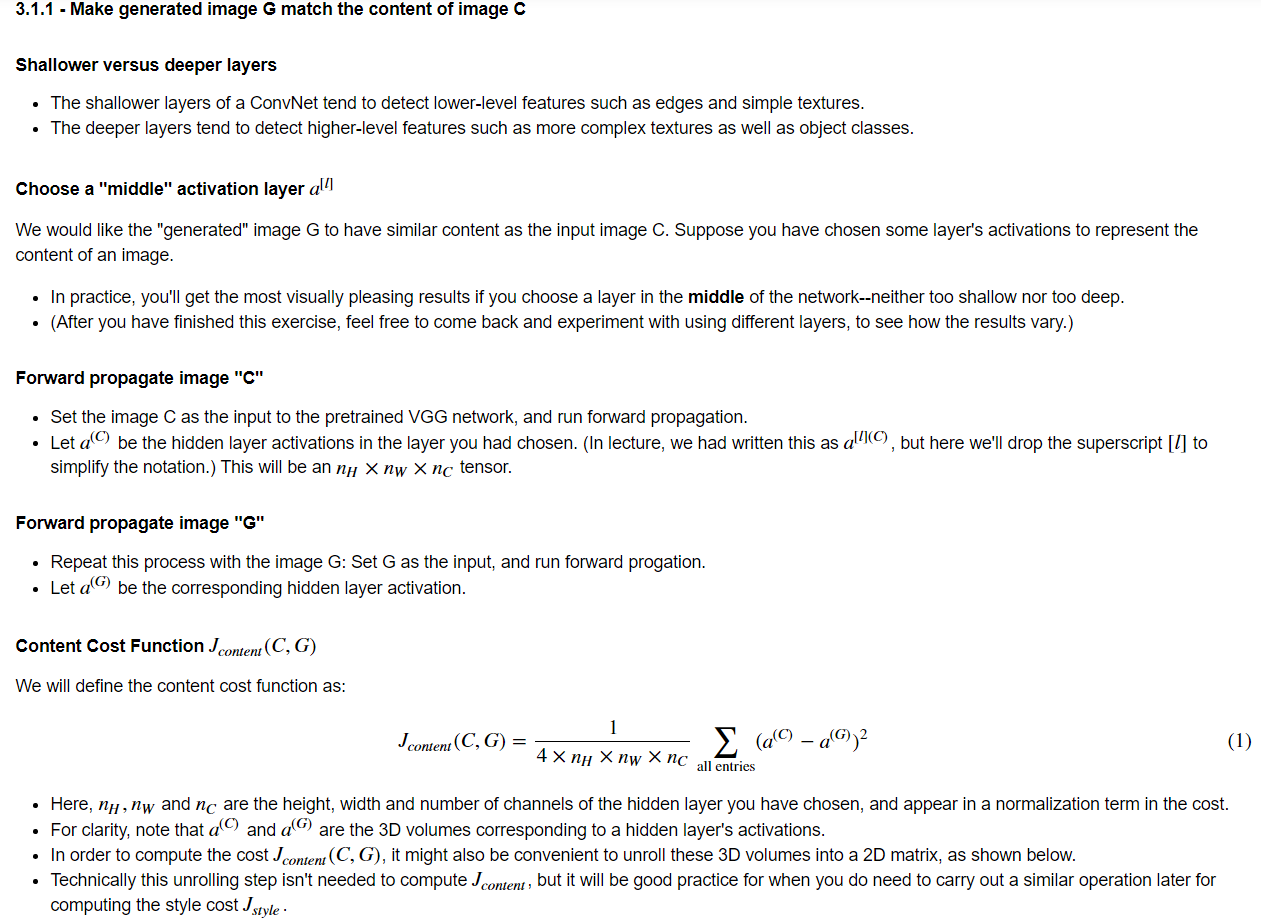 3.1.1 - Make generated image G match the content of image C
Shallower versus deeper layers
• The shallower layers of a ConvNet tend to detect lower-level features such as edges and simple textures.
• The deeper layers tend to detect higher-level features such as more complex textures as well as object classes.
Choose a "middle" activation layer a^[l]
We would like the "generated" image G to have similar content as the input image C. Suppose you have chosen some layer's activations to represent the
content of an image.
• In practice, you'll get the most visually pleasing results if you choose a layer in the middle of the network--neither too shallow nor too deep.
• (After you have finished this exercise, feel free to come back and experiment with using different layers, to see how the results vary.)
Forward propagate image "C"
• Set the image C as the input to the pretrained VGG network, and run forward propagation.
• Let a^(C) be the hidden layer activations in the layer you had chosen. (In lecture, we had written this as a^[l](C), but here we'll drop the superscript [l] to
simplify the notation.) This will be an n_H × n_W × n_C tensor.
Forward propagate image "G"
• Repeat this process with the image G: Set G as the input, and run forward progation.
• Let a^(G) be the corresponding hidden layer activation.
Content Cost Function J_content(C, G)
We will define the content cost function as:
J_content(C, G) = 1 / (4 × n_H × n_W × n_C) ∑_{all entries} (a^(C) − a^(G))^2 (1)
• Here, n_H, n_W and n_C are the height, width and number of channels of the hidden layer you have chosen, and appear in a normalization term in the cost.
• For clarity, note that a^(C) and a^(G) are the 3D volumes corresponding to a hidden layer's activations.
• In order to compute the cost J_content(C, G), it might also be convenient to unroll these 3D volumes into a 2D matrix, as shown below.
• Technically this unrolling step isn't needed to compute J_content, but it will be good practice for when you do need to carry out a similar operation later for
computing the style cost J_style.